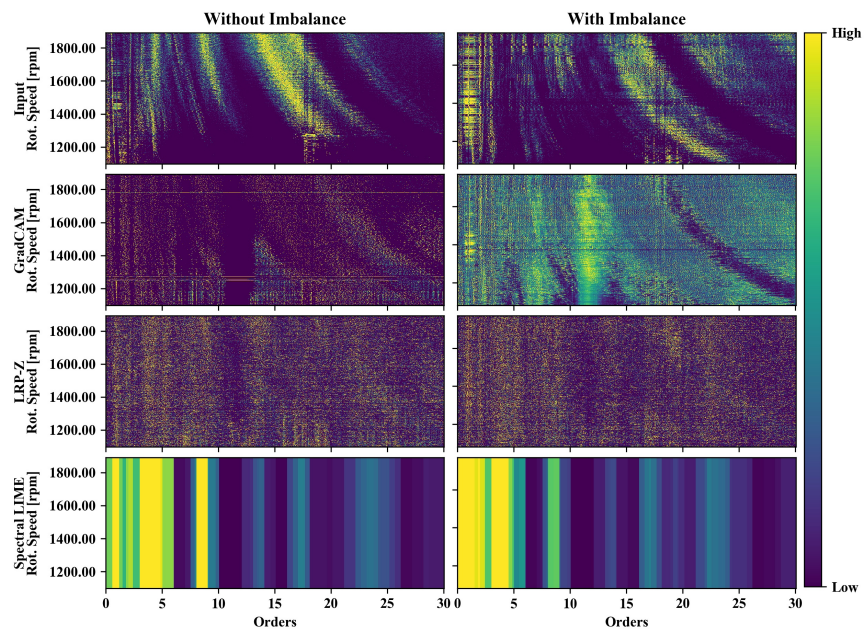 Without Imbalance
With Imbalance
High
Low
Input
Rot. Speed [rpm]
1800.00
1600.00
1400.00
1200.00
GradCAM
Rot. Speed [rpm]
1800.00
1600.00
1400.00
1200.00
LRP-Z
Rot. Speed [rpm]
1800.00
1600.00
1400.00
1200.00
Spectral LIME
Rot. Speed [rpm]
1800.00
1600.00
1400.00
1200.00
0 5 10 15 20 25 30
0 5 10 15 20 25 30
Orders
Orders